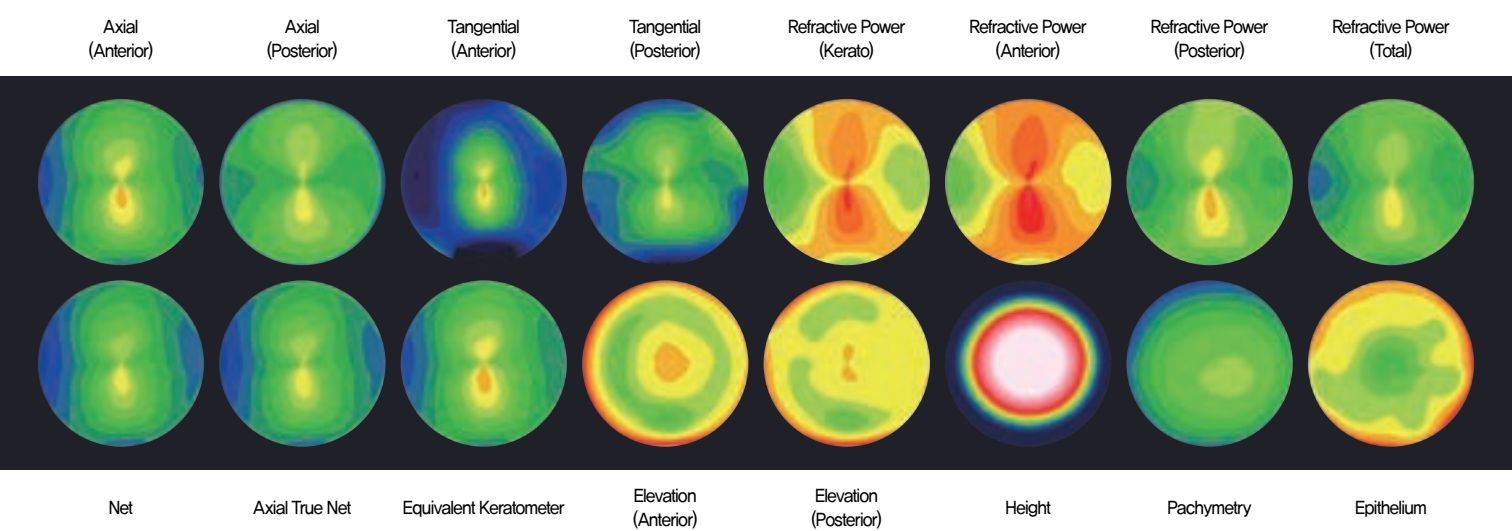 Axial
(Anterior)
Axial
(Posterior)
Tangential
(Anterior)
Tangential
(Posterior)
Refractive Power
(Kerato)
Refractive Power
(Anterior)
Refractive Power
(Posterior)
Refractive Power
(Total)
Net
Axial True Net
Equivalent Keratometer
Elevation
(Anterior)
Elevation
(Posterior)
Height
Pachymetry
Epithelium